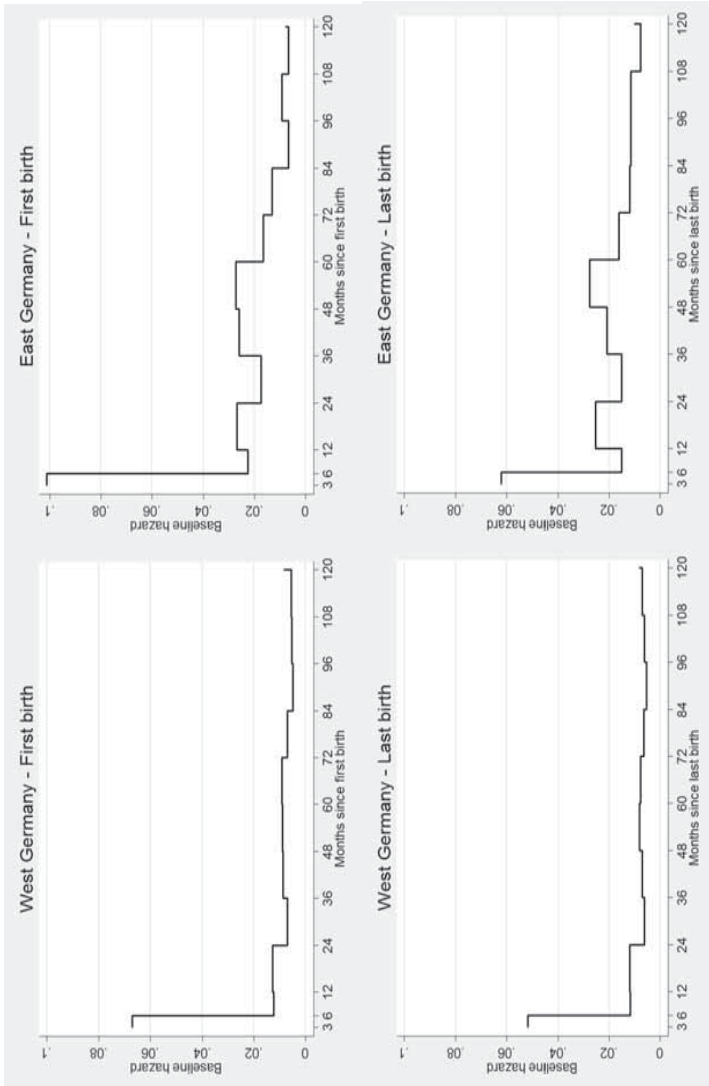 West Germany - First birth
.1
.08
.06
.04
.02
0
Baseline hazard
3 6 12 24 36 48 60 72 84 96 108 120
Months since first birth
East Germany - First birth
.1
.08
.06
.04
.02
0
Baseline hazard
3 6 12 24 36 48 60 72 84 96 108 120
Months since first birth
West Germany - Last birth
.1
.08
.06
.04
.02
0
Baseline hazard
3 6 12 24 36 48 60 72 84 96 108 120
Months since last birth
East Germany - Last birth
.1
.08
.06
.04
.02
0
Baseline hazard
3 6 12 24 36 48 60 72 84 96 108 120
Months since last birth